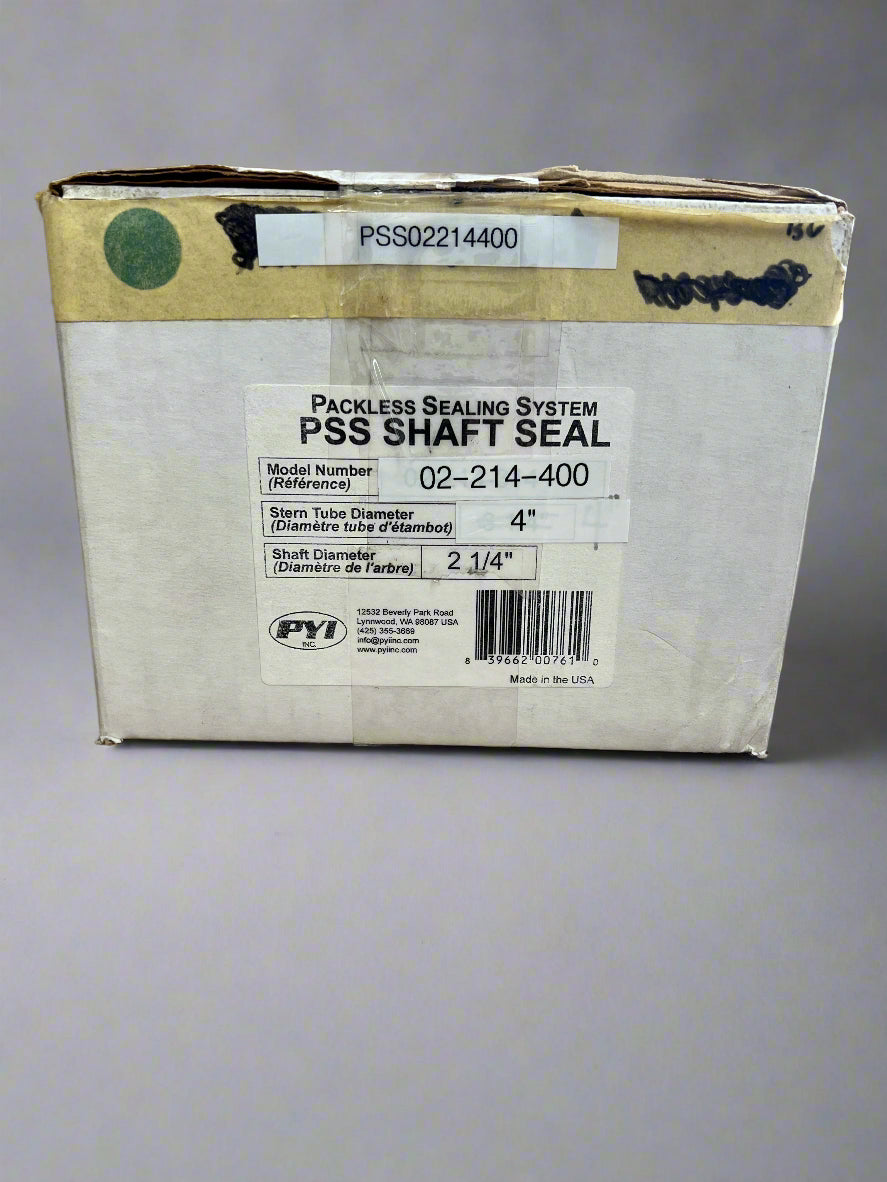 PSS02214400
PACKLESS SEALING SYSTEM
PSS SHAFT SEAL
Model Number
(Référence)
02-214-400
Stern Tube Diameter
(Diamètre tube d'étambot)
4"
Shaft Diameter
(Diamètre de l'arbre)
2 1/4"
PYI
INC.
12532 Beverly Park Road
Lynnwood, WA 98087 USA
(425) 355-3669
info@pyiinc.com
www.pyiinc.com
8 39662 00761 0
Made in the USA